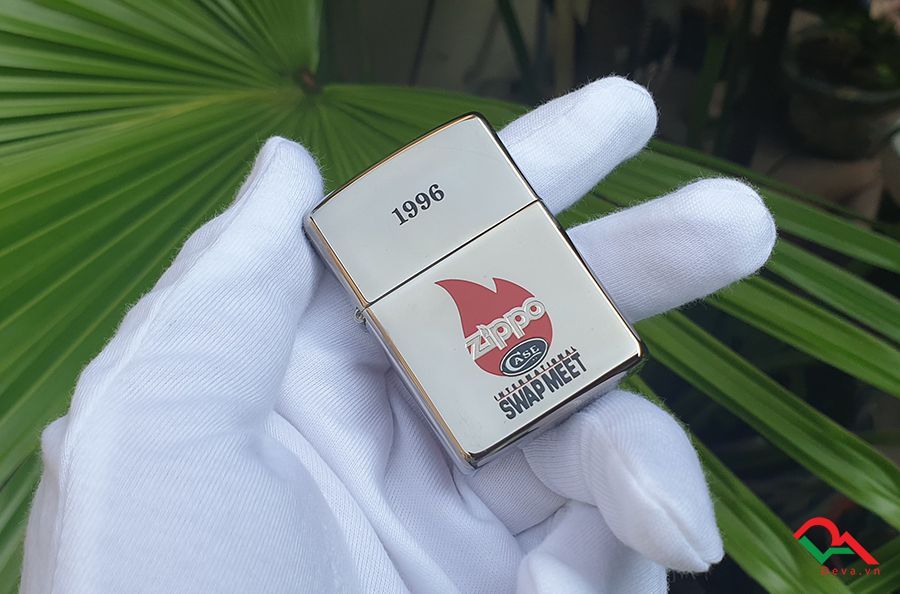 1996
zippo
CASE
INTERNATIONAL
SWAP MEET
Deva.vn